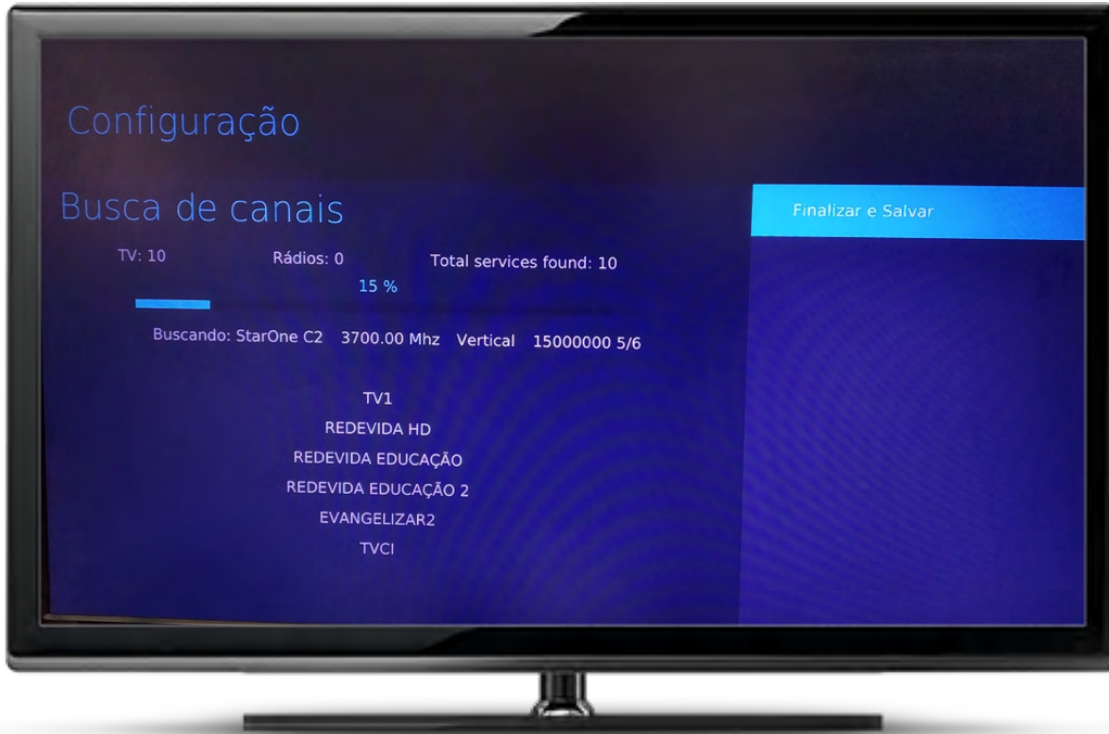 Configuração
Busca de canais
Finalizar e Salvar
TV: 10 Rádios: 0 Total services found: 10
15 %
Buscando: StarOne C2 3700.00 Mhz Vertical 15000000 5/6
TV1
REDEVIDA HD
REDEVIDA EDUCAÇÃO
REDEVIDA EDUCAÇÃO 2
EVANGELIZAR2
TVCI